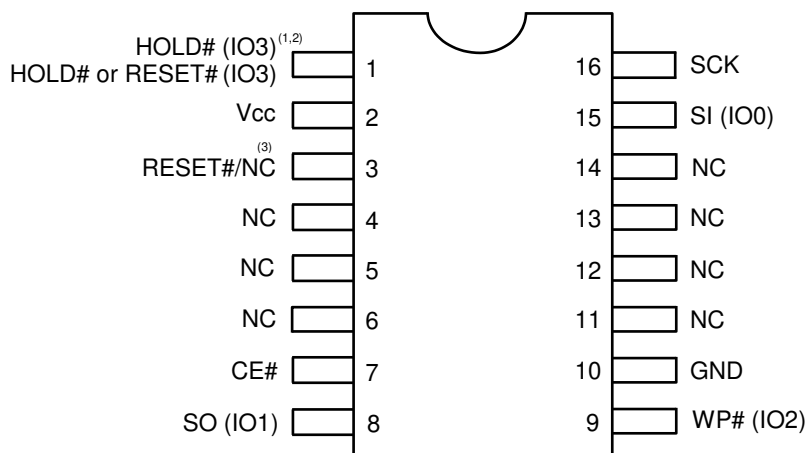 HOLD# (IO3)(1,2)
HOLD# or RESET# (IO3)
1
16
SCK
Vcc
2
15
SI (IO0)
RESET#/NC(3)
3
14
NC
NC
4
13
NC
NC
5
12
NC
NC
6
11
NC
CE#
7
10
GND
SO (IO1)
8
9
WP# (IO2)